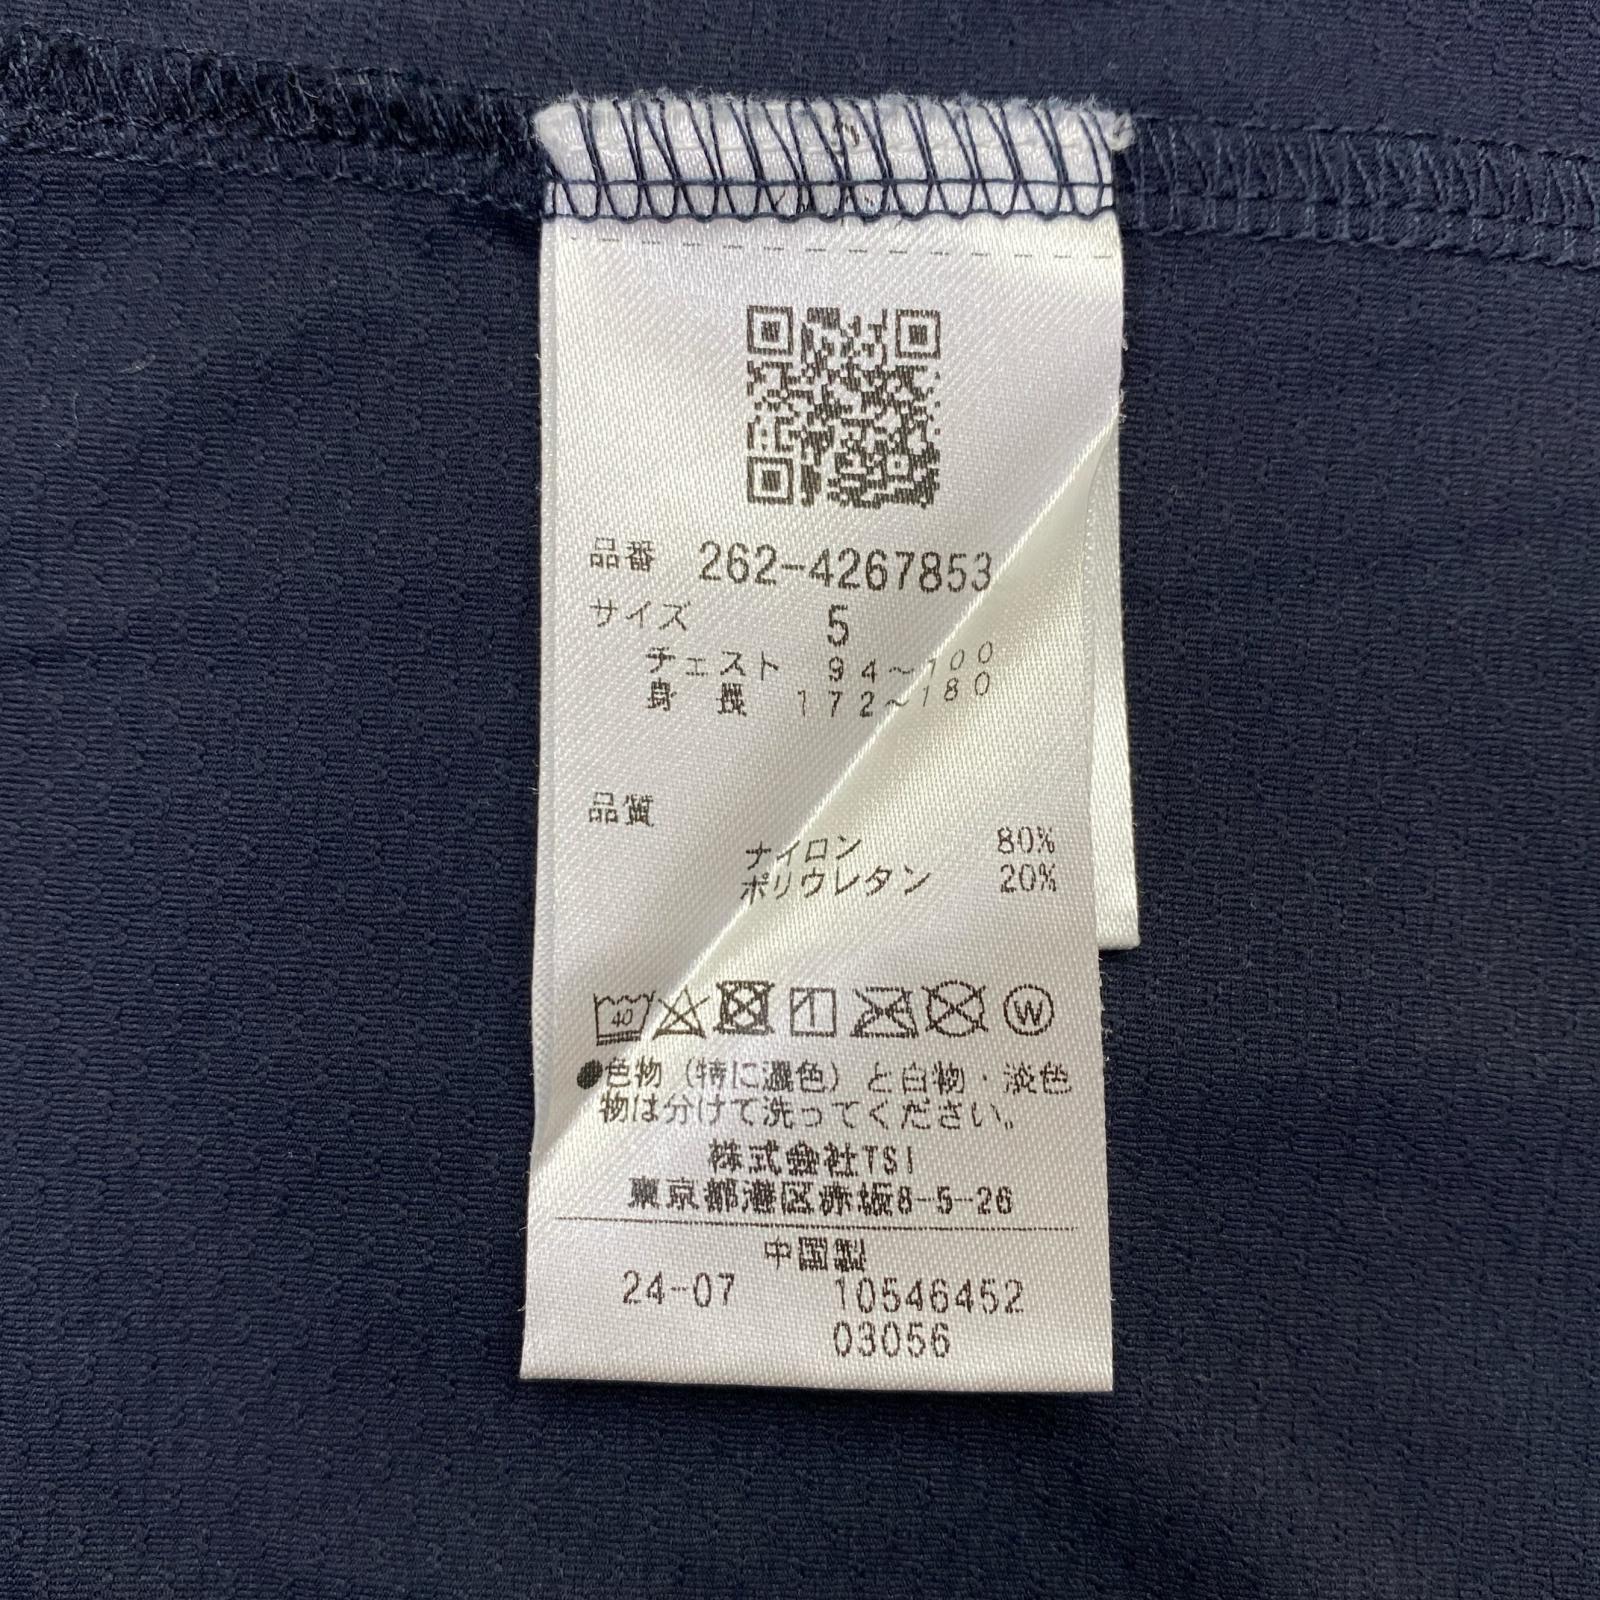 品番 262-4267853
サイズ 5
チェスト 94~100
身 長 172~180
品質
ナイロン 80%
ポリウレタン 20%
40 W
●色物(特に濃色)と白物・淡色
物は分けて洗ってください。
株式会社TSI
東京都港区赤坂8-5-26
中国製
24-07 10546452
03056